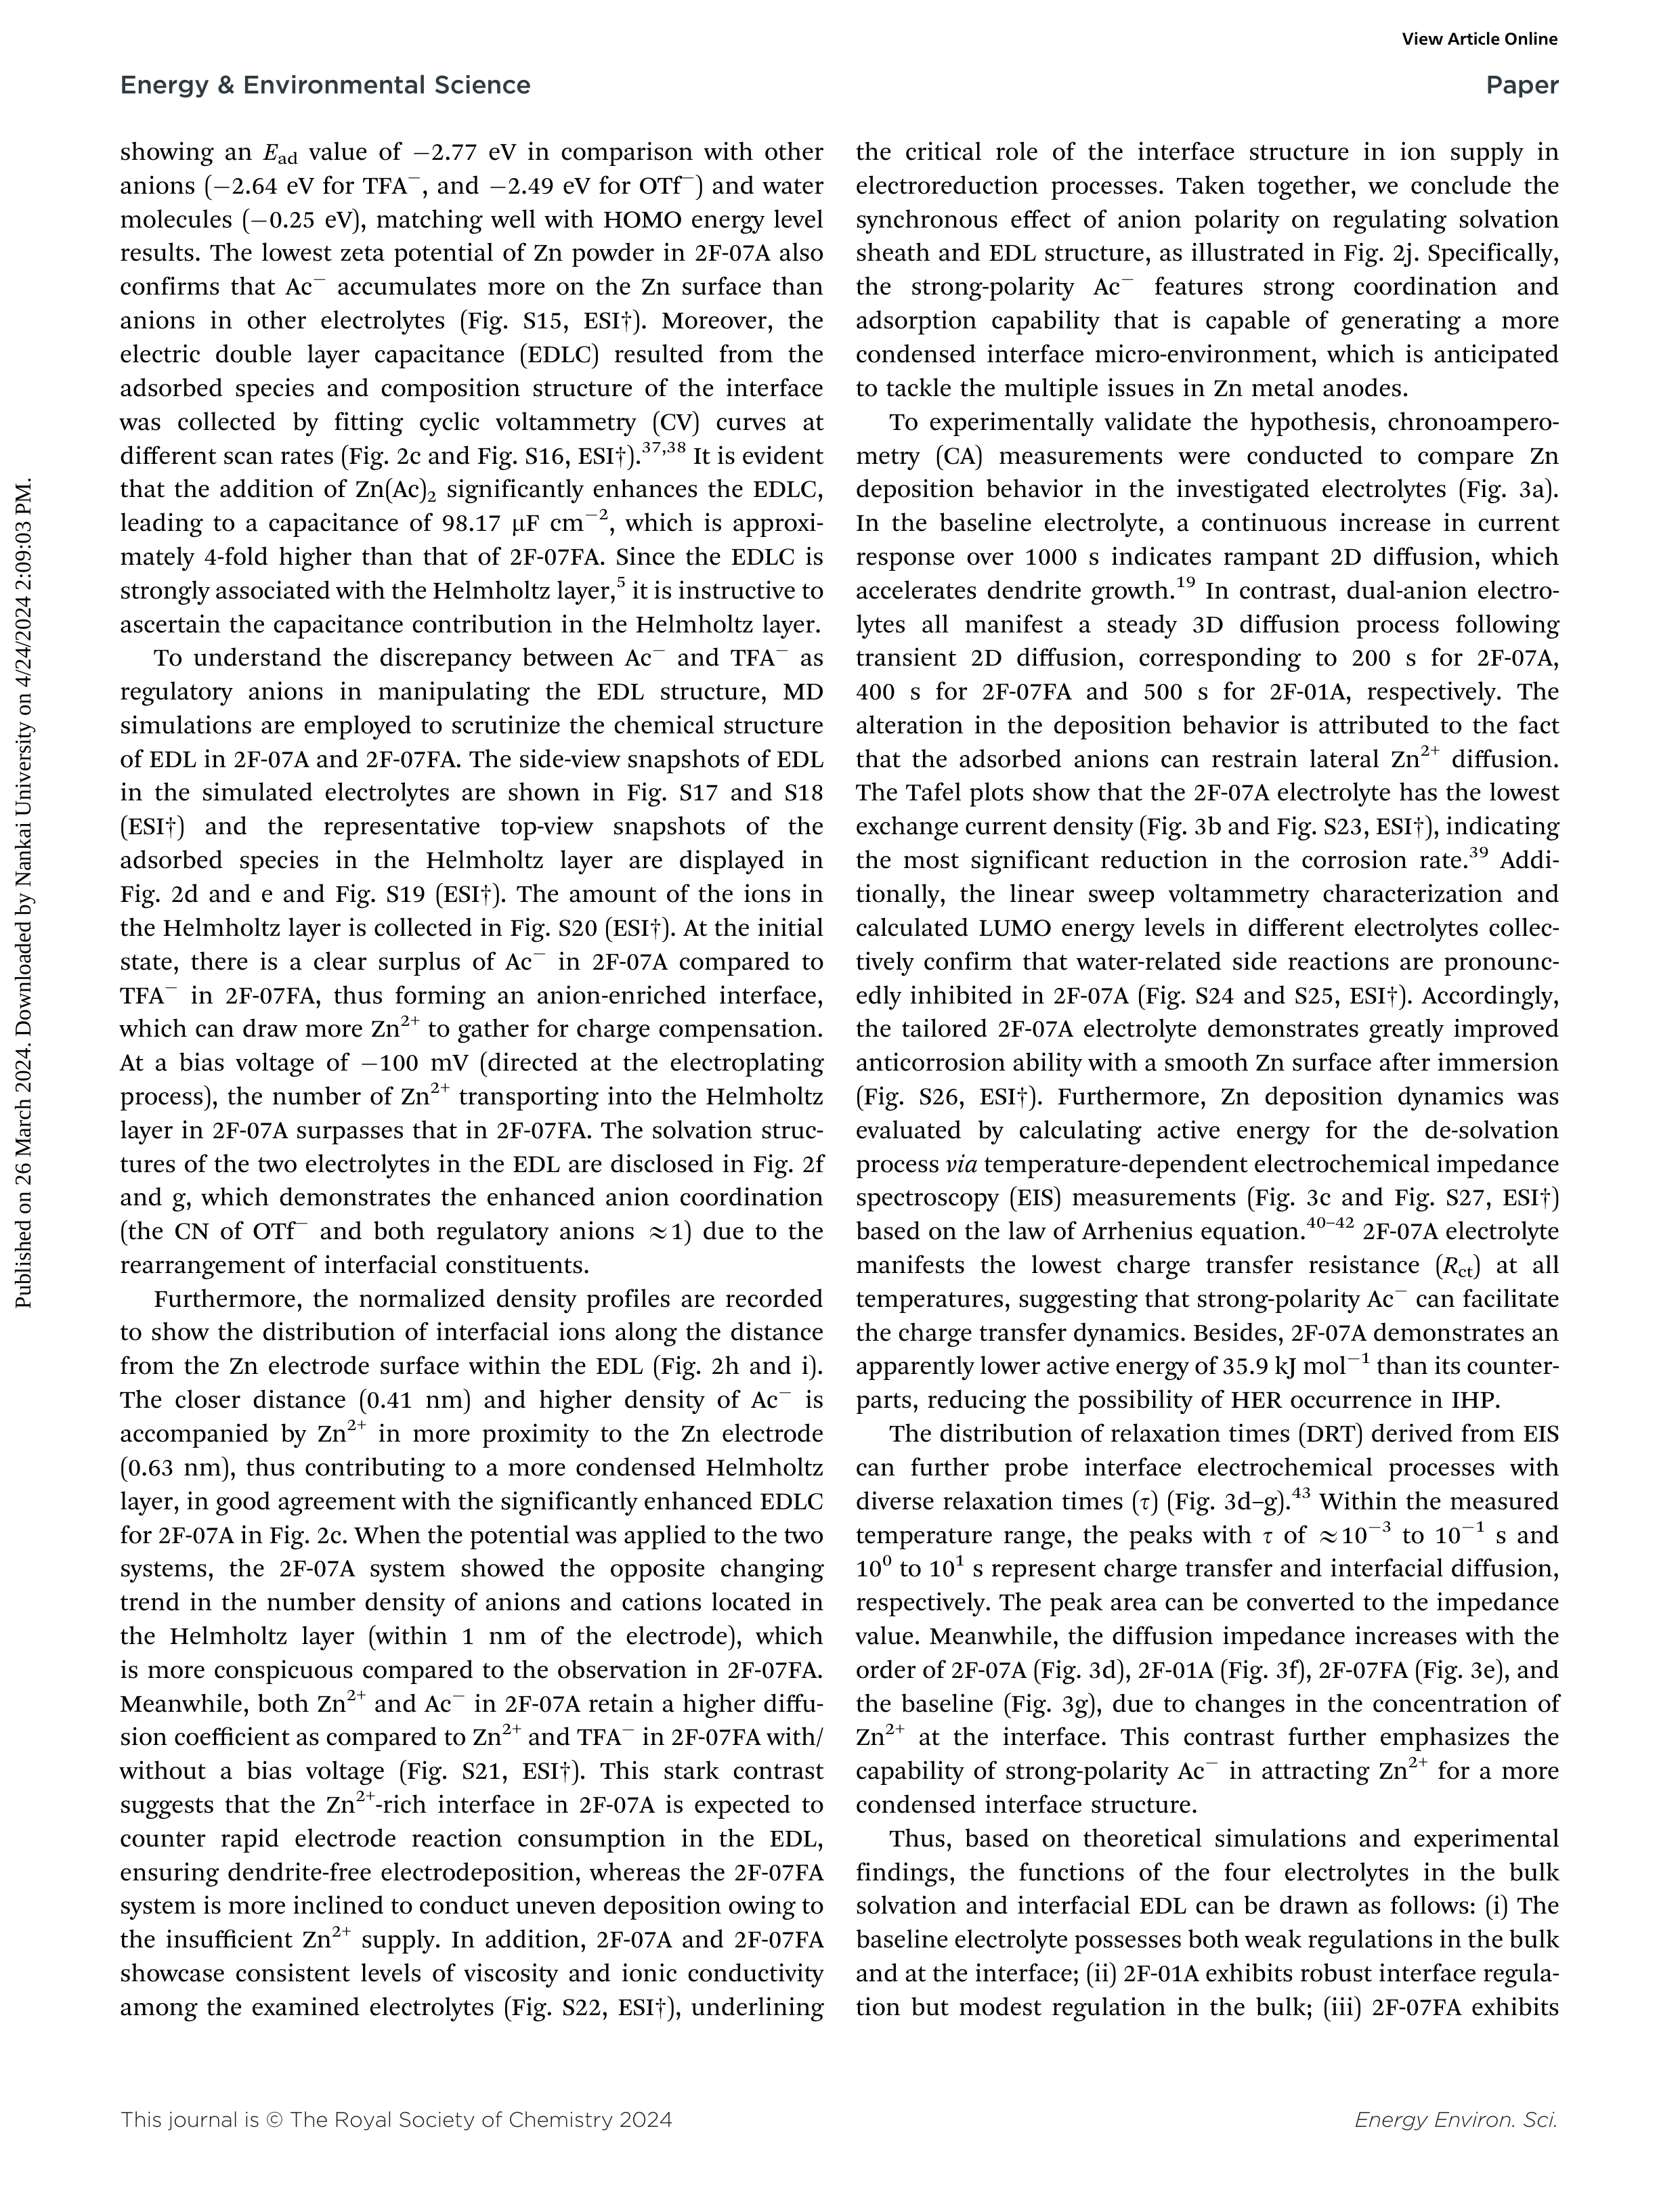 View Article Online
Energy & Environmental Science
Paper
showing an Ead value of −2.77 eV in comparison with other
anions (−2.64 eV for TFA−, and −2.49 eV for OTf−) and water
molecules (−0.25 eV), matching well with HOMO energy level
results. The lowest zeta potential of Zn powder in 2F-07A also
confirms that Ac− accumulates more on the Zn surface than
anions in other electrolytes (Fig. S15, ESI†). Moreover, the
electric double layer capacitance (EDLC) resulted from the
adsorbed species and composition structure of the interface
was collected by fitting cyclic voltammetry (CV) curves at
different scan rates (Fig. 2c and Fig. S16, ESI†).37,38 It is evident
that the addition of Zn(Ac)2 significantly enhances the EDLC,
leading to a capacitance of 98.17 μF cm−2, which is approxi-
mately 4-fold higher than that of 2F-07FA. Since the EDLC is
strongly associated with the Helmholtz layer,5 it is instructive to
ascertain the capacitance contribution in the Helmholtz layer.
To understand the discrepancy between Ac− and TFA− as
regulatory anions in manipulating the EDL structure, MD
simulations are employed to scrutinize the chemical structure
of EDL in 2F-07A and 2F-07FA. The side-view snapshots of EDL
in the simulated electrolytes are shown in Fig. S17 and S18
(ESI†) and the representative top-view snapshots of the
adsorbed species in the Helmholtz layer are displayed in
Fig. 2d and e and Fig. S19 (ESI†). The amount of the ions in
the Helmholtz layer is collected in Fig. S20 (ESI†). At the initial
state, there is a clear surplus of Ac− in 2F-07A compared to
TFA− in 2F-07FA, thus forming an anion-enriched interface,
which can draw more Zn2+ to gather for charge compensation.
At a bias voltage of −100 mV (directed at the electroplating
process), the number of Zn2+ transporting into the Helmholtz
layer in 2F-07A surpasses that in 2F-07FA. The solvation struc-
tures of the two electrolytes in the EDL are disclosed in Fig. 2f
and g, which demonstrates the enhanced anion coordination
(the CN of OTf− and both regulatory anions ≈1) due to the
rearrangement of interfacial constituents.
Furthermore, the normalized density profiles are recorded
to show the distribution of interfacial ions along the distance
from the Zn electrode surface within the EDL (Fig. 2h and i).
The closer distance (0.41 nm) and higher density of Ac− is
accompanied by Zn2+ in more proximity to the Zn electrode
(0.63 nm), thus contributing to a more condensed Helmholtz
layer, in good agreement with the significantly enhanced EDLC
for 2F-07A in Fig. 2c. When the potential was applied to the two
systems, the 2F-07A system showed the opposite changing
trend in the number density of anions and cations located in
the Helmholtz layer (within 1 nm of the electrode), which
is more conspicuous compared to the observation in 2F-07FA.
Meanwhile, both Zn2+ and Ac− in 2F-07A retain a higher diffu-
sion coefficient as compared to Zn2+ and TFA− in 2F-07FA with/
without a bias voltage (Fig. S21, ESI†). This stark contrast
suggests that the Zn2+-rich interface in 2F-07A is expected to
counter rapid electrode reaction consumption in the EDL,
ensuring dendrite-free electrodeposition, whereas the 2F-07FA
system is more inclined to conduct uneven deposition owing to
the insufficient Zn2+ supply. In addition, 2F-07A and 2F-07FA
showcase consistent levels of viscosity and ionic conductivity
among the examined electrolytes (Fig. S22, ESI†), underlining
the critical role of the interface structure in ion supply in
electroreduction processes. Taken together, we conclude the
synchronous effect of anion polarity on regulating solvation
sheath and EDL structure, as illustrated in Fig. 2j. Specifically,
the strong-polarity Ac− features strong coordination and
adsorption capability that is capable of generating a more
condensed interface micro-environment, which is anticipated
to tackle the multiple issues in Zn metal anodes.
To experimentally validate the hypothesis, chronoampero-
metry (CA) measurements were conducted to compare Zn
deposition behavior in the investigated electrolytes (Fig. 3a).
In the baseline electrolyte, a continuous increase in current
response over 1000 s indicates rampant 2D diffusion, which
accelerates dendrite growth.19 In contrast, dual-anion electro-
lytes all manifest a steady 3D diffusion process following
transient 2D diffusion, corresponding to 200 s for 2F-07A,
400 s for 2F-07FA and 500 s for 2F-01A, respectively. The
alteration in the deposition behavior is attributed to the fact
that the adsorbed anions can restrain lateral Zn2+ diffusion.
The Tafel plots show that the 2F-07A electrolyte has the lowest
exchange current density (Fig. 3b and Fig. S23, ESI†), indicating
the most significant reduction in the corrosion rate.39 Addi-
tionally, the linear sweep voltammetry characterization and
calculated LUMO energy levels in different electrolytes collec-
tively confirm that water-related side reactions are pronounc-
edly inhibited in 2F-07A (Fig. S24 and S25, ESI†). Accordingly,
the tailored 2F-07A electrolyte demonstrates greatly improved
anticorrosion ability with a smooth Zn surface after immersion
(Fig. S26, ESI†). Furthermore, Zn deposition dynamics was
evaluated by calculating active energy for the de-solvation
process via temperature-dependent electrochemical impedance
spectroscopy (EIS) measurements (Fig. 3c and Fig. S27, ESI†)
based on the law of Arrhenius equation.40–42 2F-07A electrolyte
manifests the lowest charge transfer resistance (Rct) at all
temperatures, suggesting that strong-polarity Ac− can facilitate
the charge transfer dynamics. Besides, 2F-07A demonstrates an
apparently lower active energy of 35.9 kJ mol−1 than its counter-
parts, reducing the possibility of HER occurrence in IHP.
The distribution of relaxation times (DRT) derived from EIS
can further probe interface electrochemical processes with
diverse relaxation times (τ) (Fig. 3d–g).43 Within the measured
temperature range, the peaks with τ of ≈10−3 to 10−1 s and
100 to 101 s represent charge transfer and interfacial diffusion,
respectively. The peak area can be converted to the impedance
value. Meanwhile, the diffusion impedance increases with the
order of 2F-07A (Fig. 3d), 2F-01A (Fig. 3f), 2F-07FA (Fig. 3e), and
the baseline (Fig. 3g), due to changes in the concentration of
Zn2+ at the interface. This contrast further emphasizes the
capability of strong-polarity Ac− in attracting Zn2+ for a more
condensed interface structure.
Thus, based on theoretical simulations and experimental
findings, the functions of the four electrolytes in the bulk
solvation and interfacial EDL can be drawn as follows: (i) The
baseline electrolyte possesses both weak regulations in the bulk
and at the interface; (ii) 2F-01A exhibits robust interface regula-
tion but modest regulation in the bulk; (iii) 2F-07FA exhibits
This journal is © The Royal Society of Chemistry 2024
Energy Environ. Sci.
Published on 26 March 2024. Downloaded by Nankai University on 4/24/2024 2:09:03 PM.